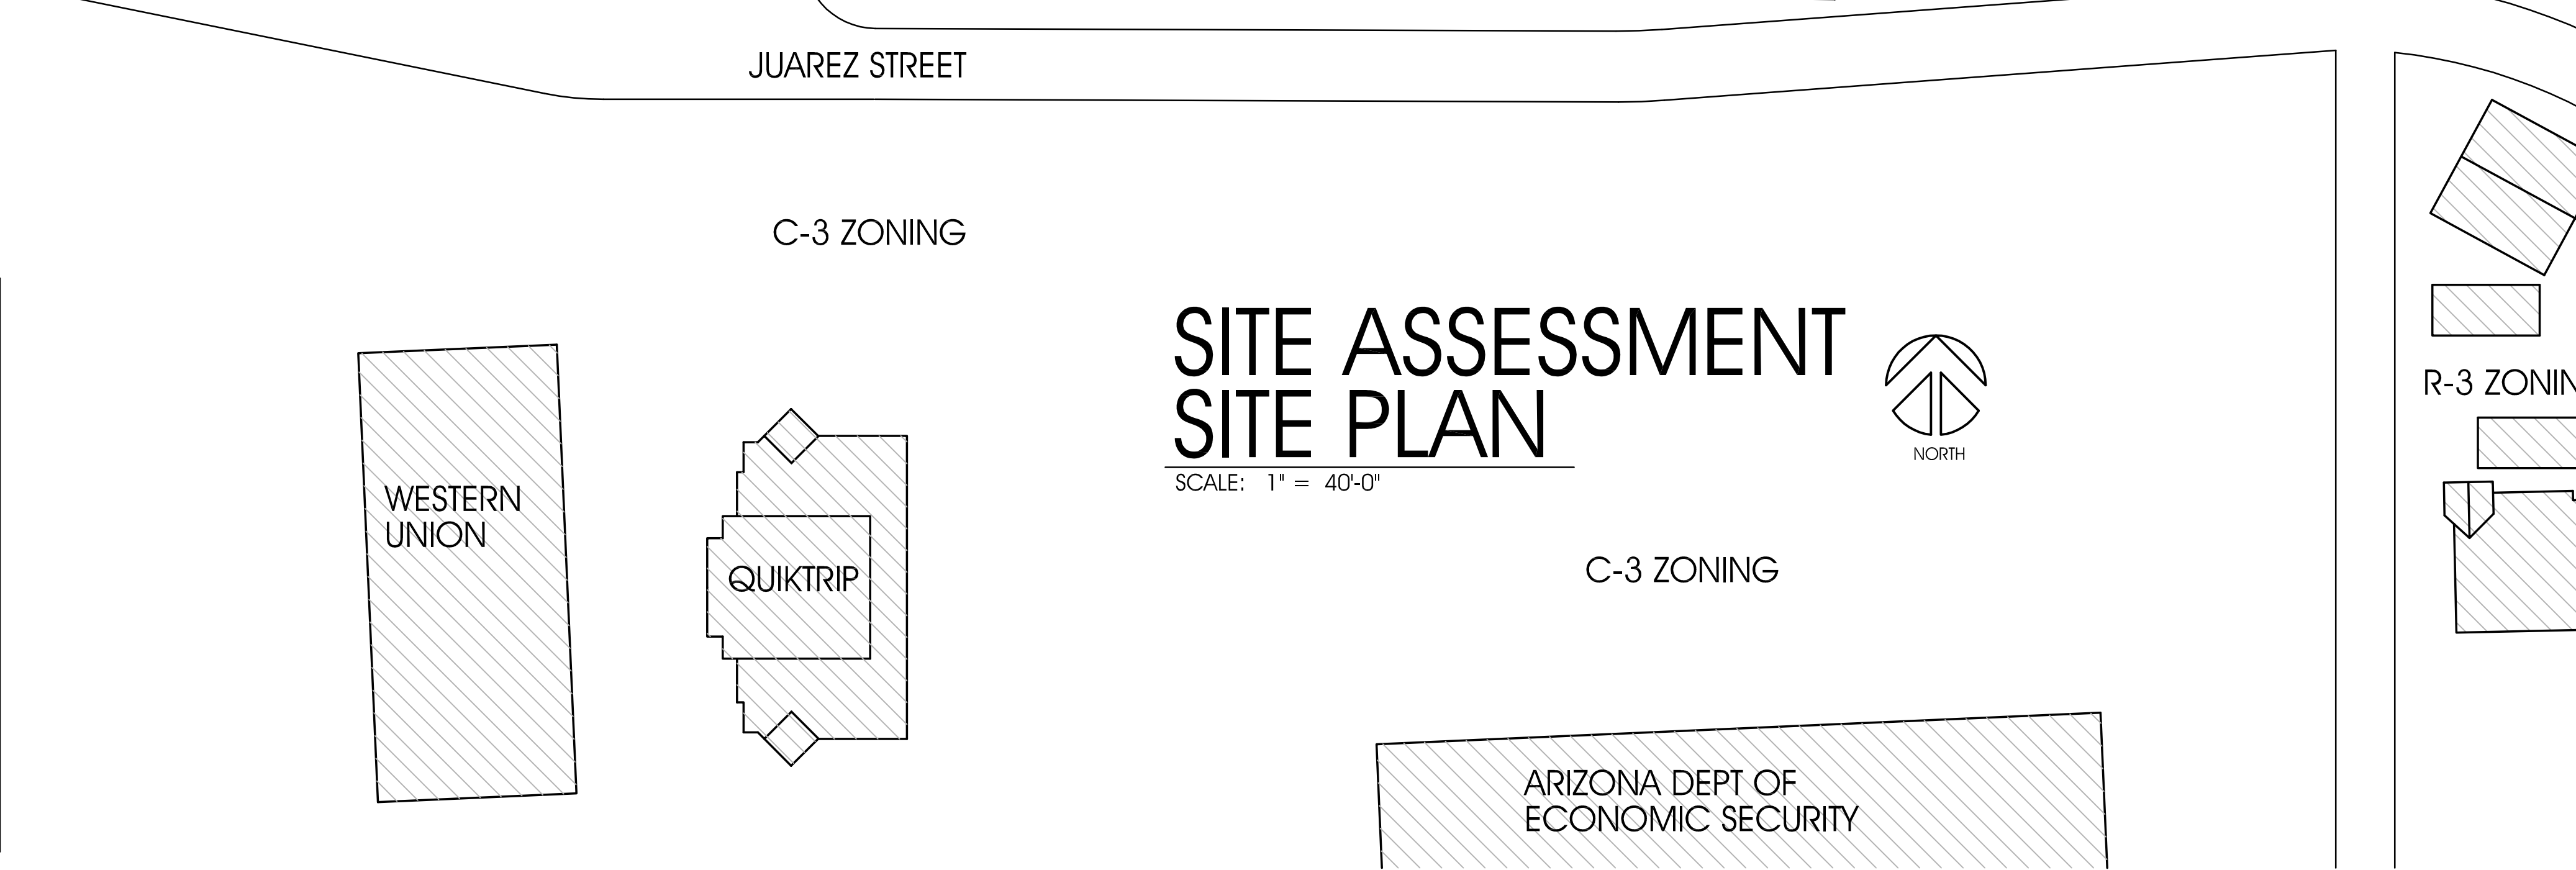 JUAREZ STREET
C-3 ZONING
SITE ASSESSMENT
SITE PLAN
NORTH
SCALE: 1" = 40'-0"
R-3
WESTERN
UNION
QUIKTRIP
C-3 ZONING
ARIZONA DEPT OF
ECONOMIC SECURITY